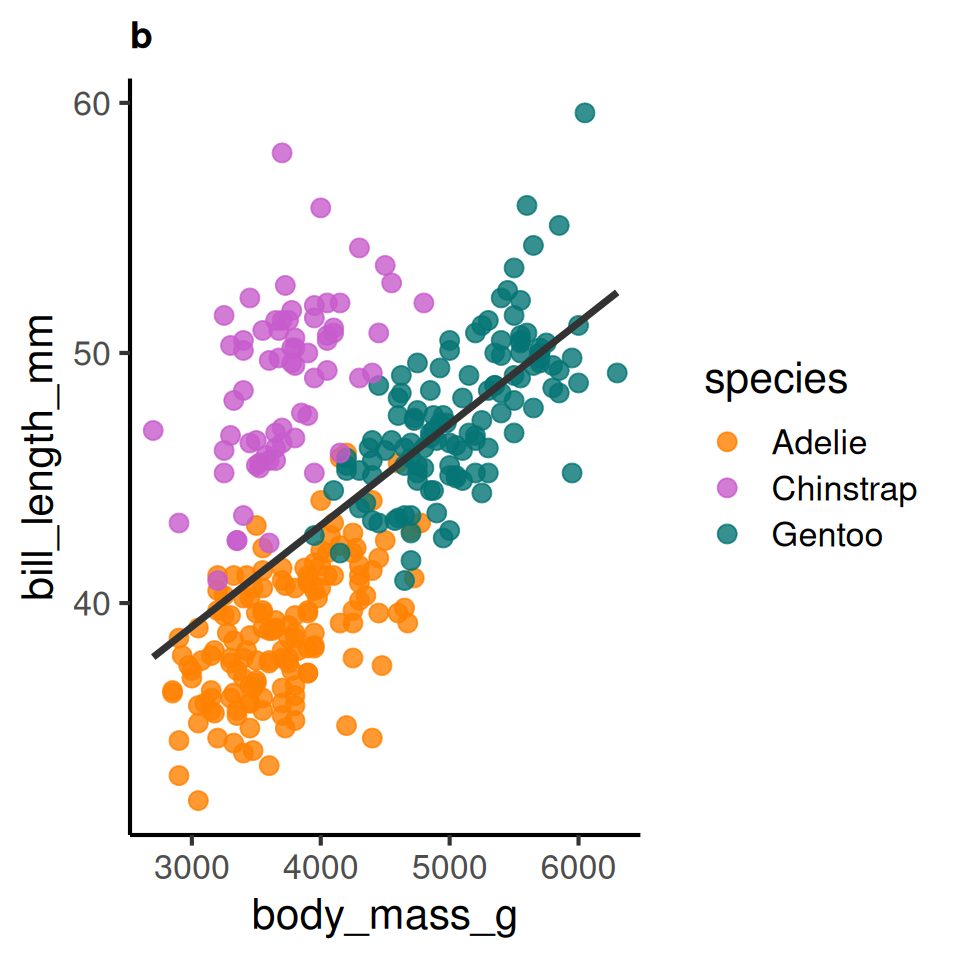 b
60
50
40
bill_length_mm
3000 4000 5000 6000
body_mass_g
species
Adelie
Chinstrap
Gentoo